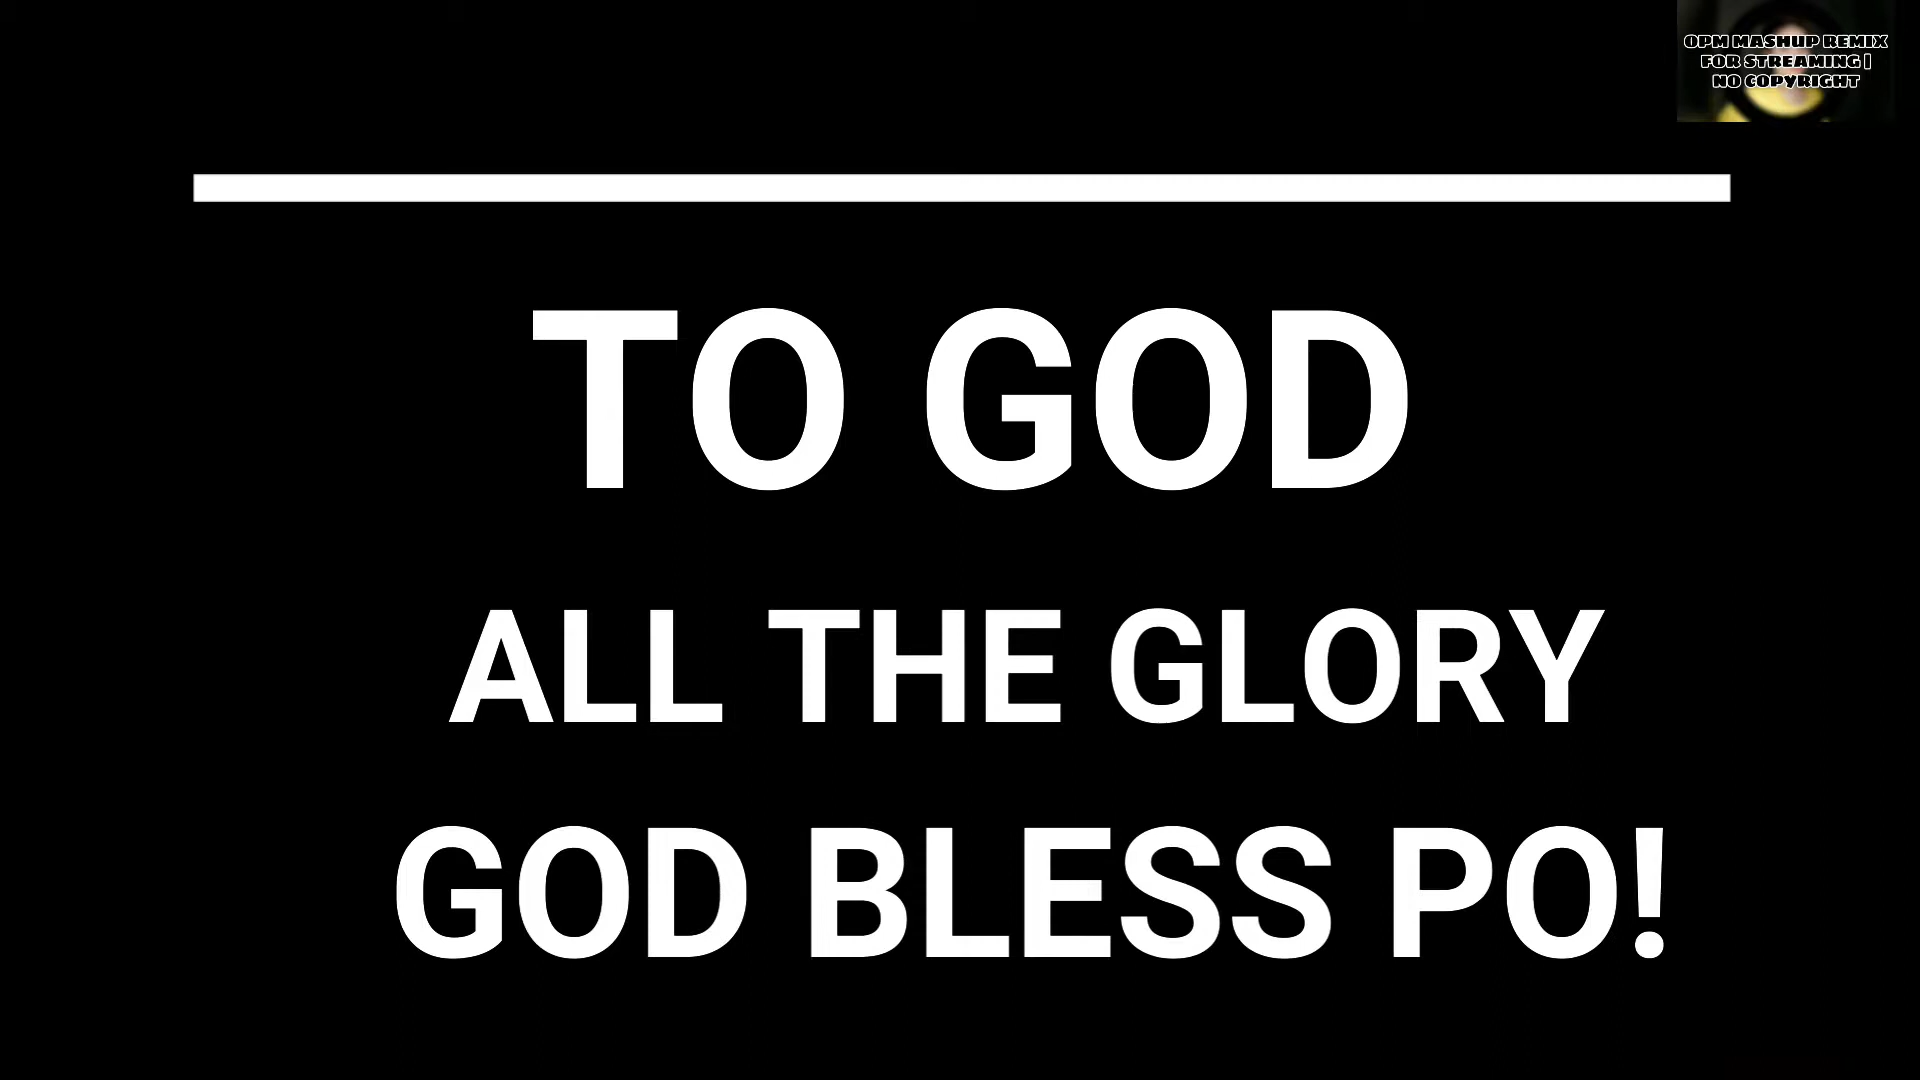 OPM MASHUP REMIX
FOR STREAMING |
NO COPYRIGHT
TO GOD
ALL THE GLORY
GOD BLESS PO!